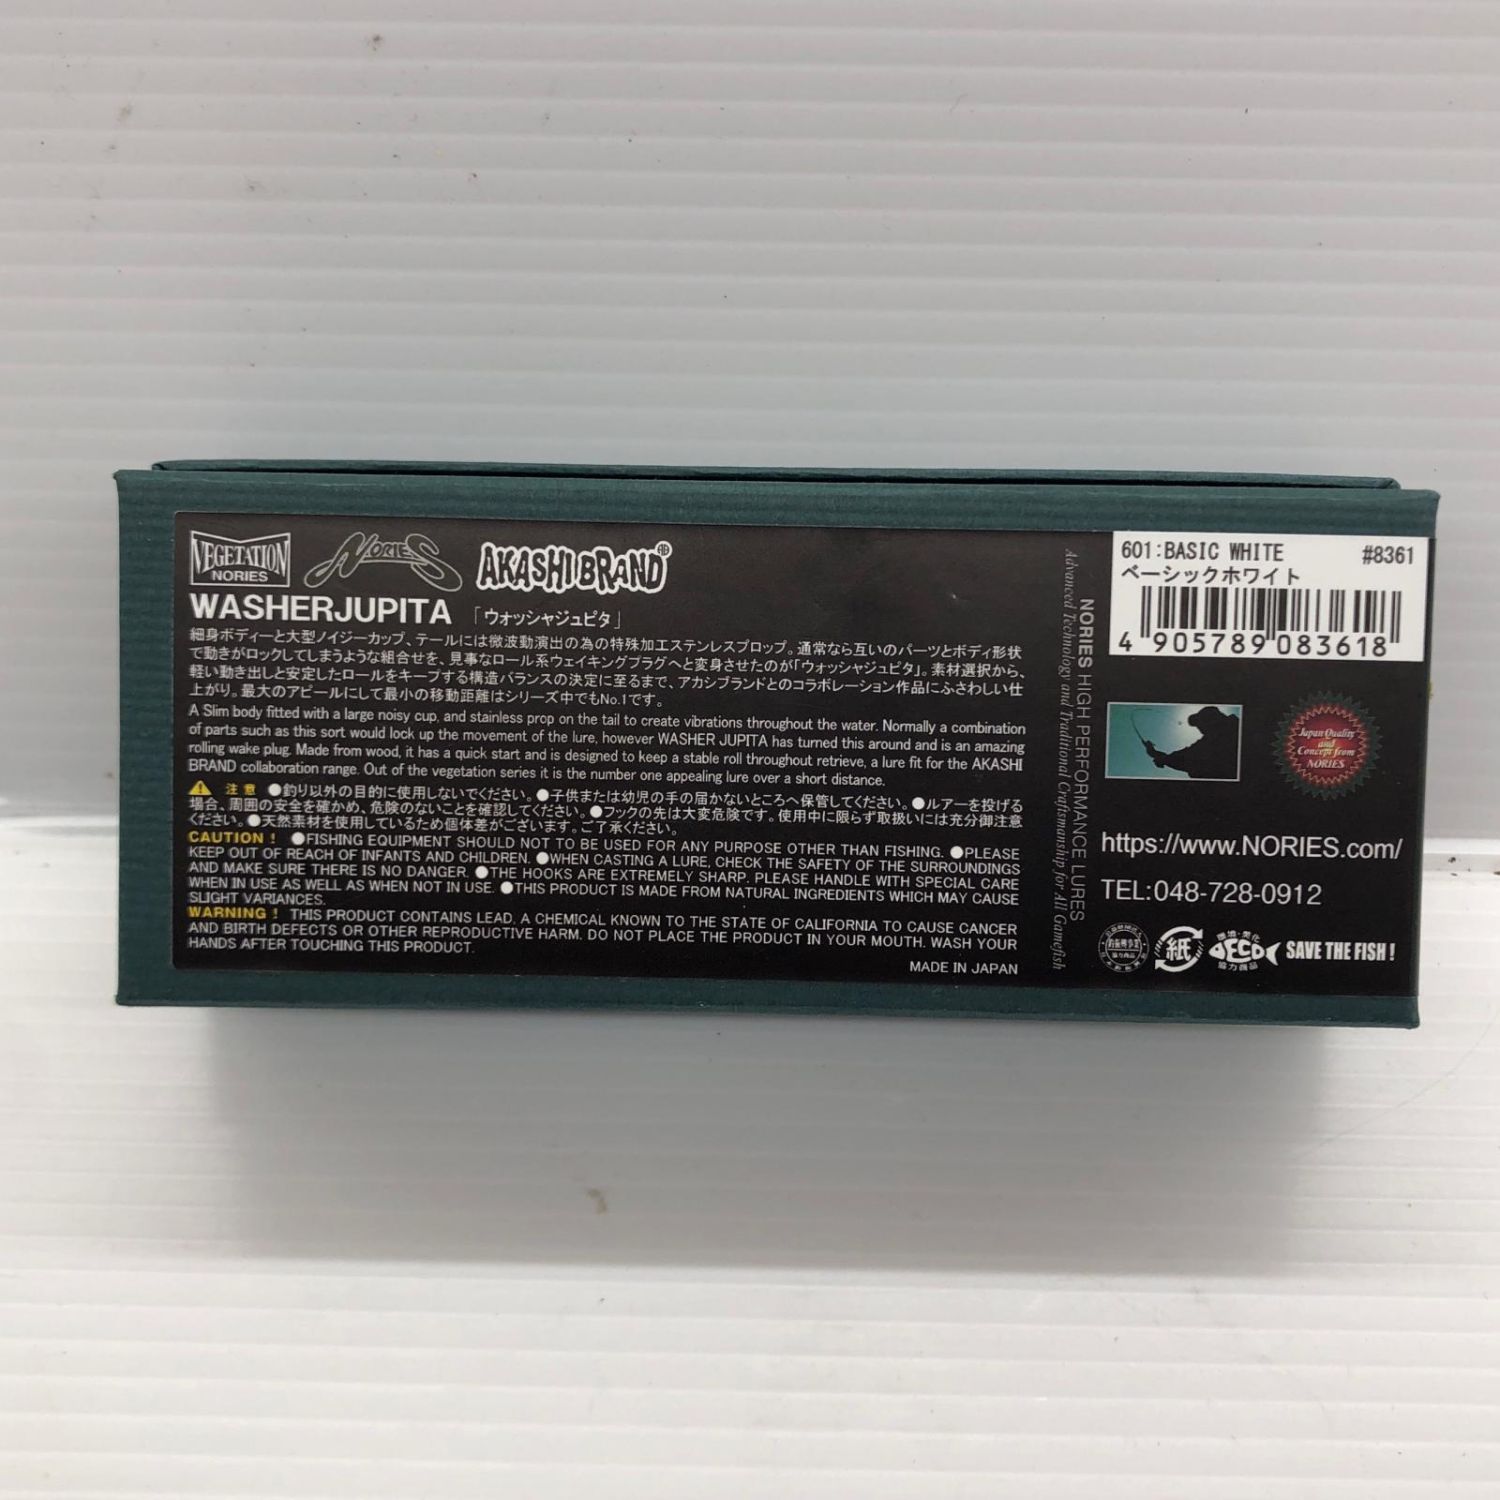 VEGETATION
NORIES
NORIES
AKASHI BRAND
AB
WASHERJUPITA 「ウォッシャジュピタ」
細身ボディーと大型ノイジーカップ、テールには微波動演出の為の特殊加工ステンレスプロップ。通常なら互いのパーツとボディ形状
で動きがロックしてしまうような組合せを、見事なロール系ウェイキングプラグへと変身させたのが「ウォッシャジュピタ」。素材選択から、
軽い動き出しと安定したロールをキープする構造バランスの決定に至るまで、アカシブランドとのコラボレーション作品にふさわしい仕
上がり。最大のアピールにして最小の移動距離はシリーズ中でもNo.1です。
A Slim body fitted with a large noisy cup, and stainless prop on the tail to create vibrations throughout the water. Normally a combination
of parts such as this sort would lock up the movement of the lure, however WASHER JUPITA has turned this around and is an amazing
rolling wake plug. Made from wood, it has a quick start and is designed to keep a stable roll throughout retrieve, a lure fit for the AKASHI
BRAND collaboration range. Out of the vegetation series it is the number one appealing lure over a short distance.
注意 ●釣り以外の目的に使用しないでください。●子供または幼児の手の届かないところへ保管してください。●ルアーを投げる
場合、周囲の安全を確かめ、危険のないことを確認してください。●フックの先は大変危険です。使用中に限らず取扱いには充分御注意
ください。●天然素材を使用しているため個体差がございます。ご了承ください。
CAUTION ! ●FISHING EQUIPMENT SHOULD NOT TO BE USED FOR ANY PURPOSE OTHER THAN FISHING. ●PLEASE
KEEP OUT OF REACH OF INFANTS AND CHILDREN. ●WHEN CASTING A LURE, CHECK THE SAFETY OF THE SURROUNDINGS
AND MAKE SURE THERE IS NO DANGER. ●THE HOOKS ARE EXTREMELY SHARP. PLEASE HANDLE WITH SPECIAL CARE
WHEN IN USE AS WELL AS WHEN NOT IN USE. ●THIS PRODUCT IS MADE FROM NATURAL INGREDIENTS WHICH MAY CAUSE
SLIGHT VARIANCES.
WARNING ! THIS PRODUCT CONTAINS LEAD, A CHEMICAL KNOWN TO THE STATE OF CALIFORNIA TO CAUSE CANCER
AND BIRTH DEFECTS OR OTHER REPRODUCTIVE HARM. DO NOT PLACE THE PRODUCT IN YOUR MOUTH. WASH YOUR
HANDS AFTER TOUCHING THIS PRODUCT.
MADE IN JAPAN
NORIES HIGH PERFORMANCE LURES
Advanced Technology and Traditional Craftsmanship for All Gamefish
601:BASIC WHITE #8361
ベーシックホワイト
4 905789 083618
Japan Quality
and
Concept from
NORIES
https://www.NORIES.com/
TEL:048-728-0912
紙
ECO
協力商品
SAVE THE FISH !